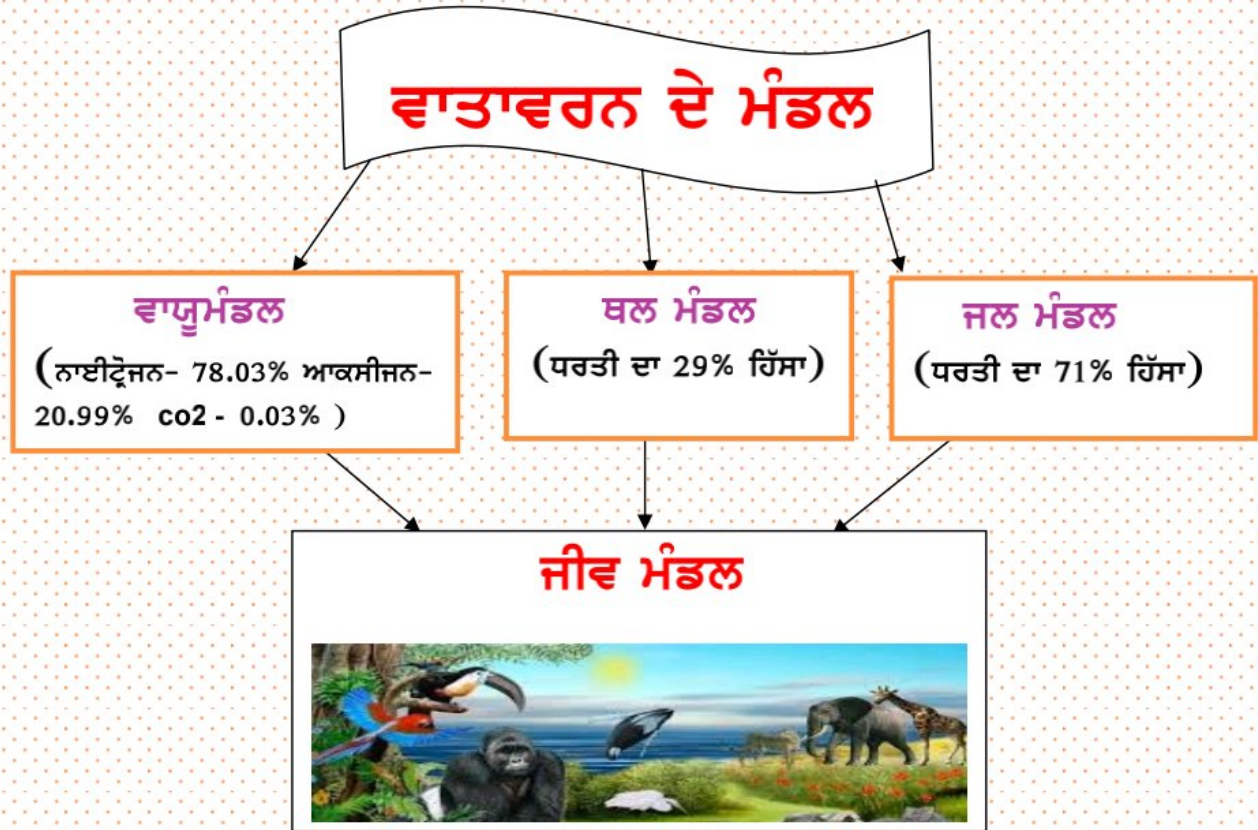 ਵਾਤਾਵਰਨ ਦੇ ਮੰਡਲ
ਵਾਯੂਮੰਡਲ
(ਨਾਈਟ੍ਰੋਜਨ- 78.03% ਆਕਸੀਜਨ-
20.99% co2 - 0.03% )
ਥਲ ਮੰਡਲ
(ਧਰਤੀ ਦਾ 29% ਹਿੱਸਾ)
ਜਲ ਮੰਡਲ
(ਧਰਤੀ ਦਾ 71% ਹਿੱਸਾ)
ਜੀਵ ਮੰਡਲ